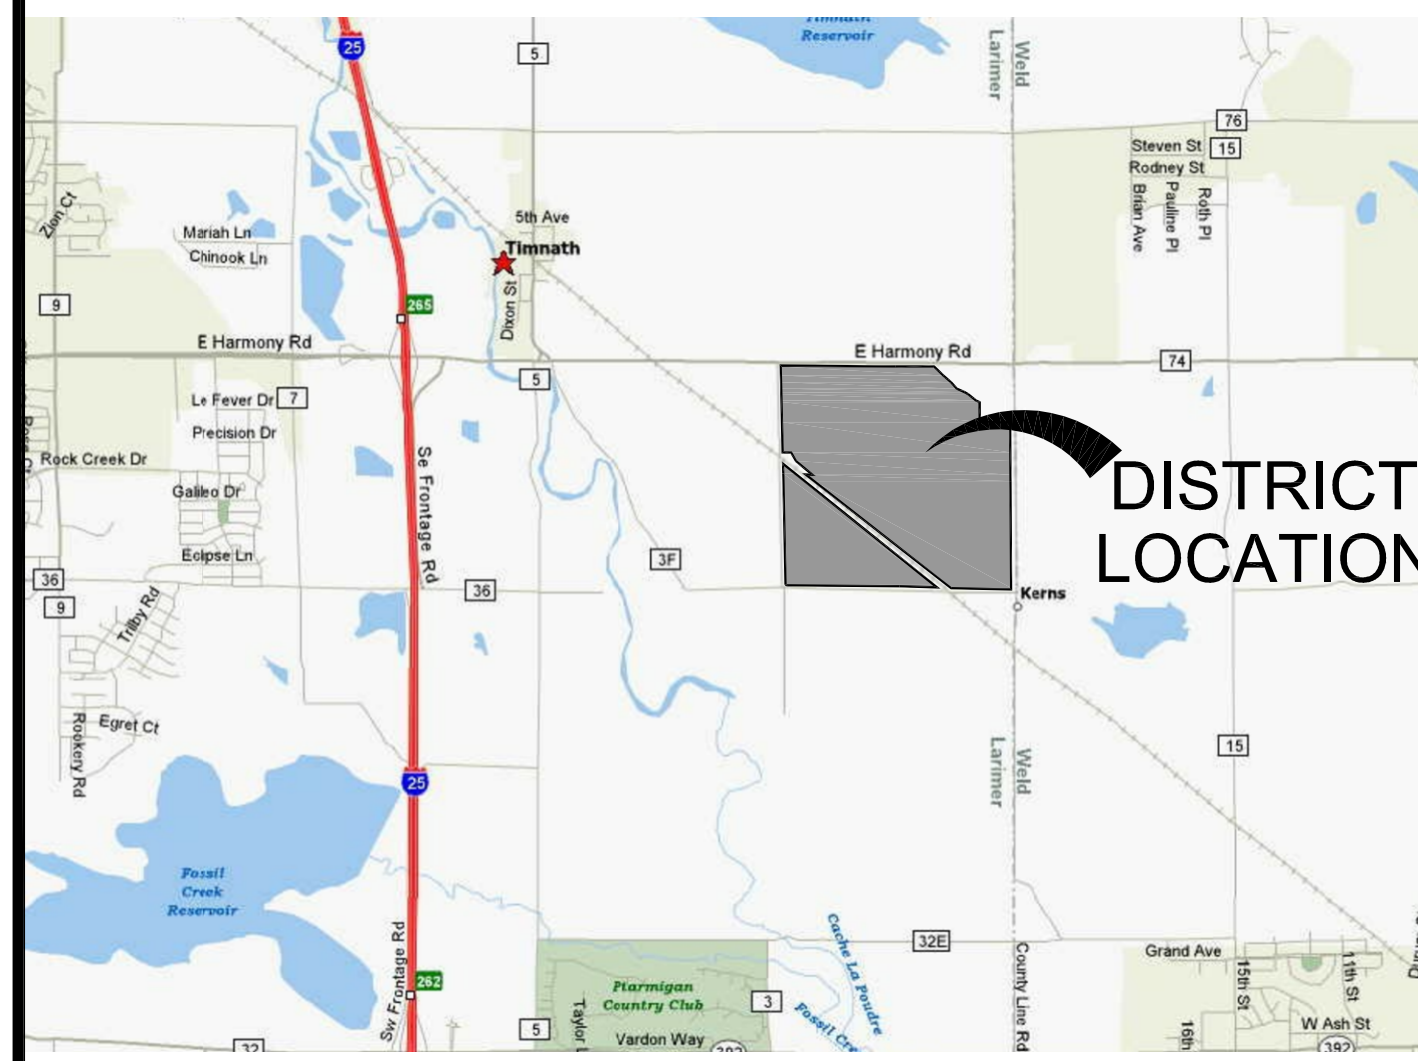 Timnath
Reservoir
25
5
Weld
Larimer
76
15
Steven St
Rodney St
Brian Ave
Pauline Pl
Roth Pl
Zion Ct
Mariah Ln
Chinook Ln
5th Ave
Timnath
Dixon St
9
265
E Harmony Rd
E Harmony Rd
74
5
7
Le Fever Dr
Precision Dr
Rock Creek Dr
Galileo Dr
Eclipse Ln
Se Frontage Rd
DISTRICT
LOCATION
36
9
36
3F
Kerns
Trilby Rd
Egret Ct
Rookery Rd
Weld
Larimer
15
25
Fossil
Creek
Reservoir
Sw Frontage Rd
262
32E
Cache La Poudre
Fossil Cre
County Line Rd
Grand Ave
15th St
11th St
16th
W Ash St
392
Ptarmigan
Country Club
3
5
Taylor L
Vardon Way
392
32